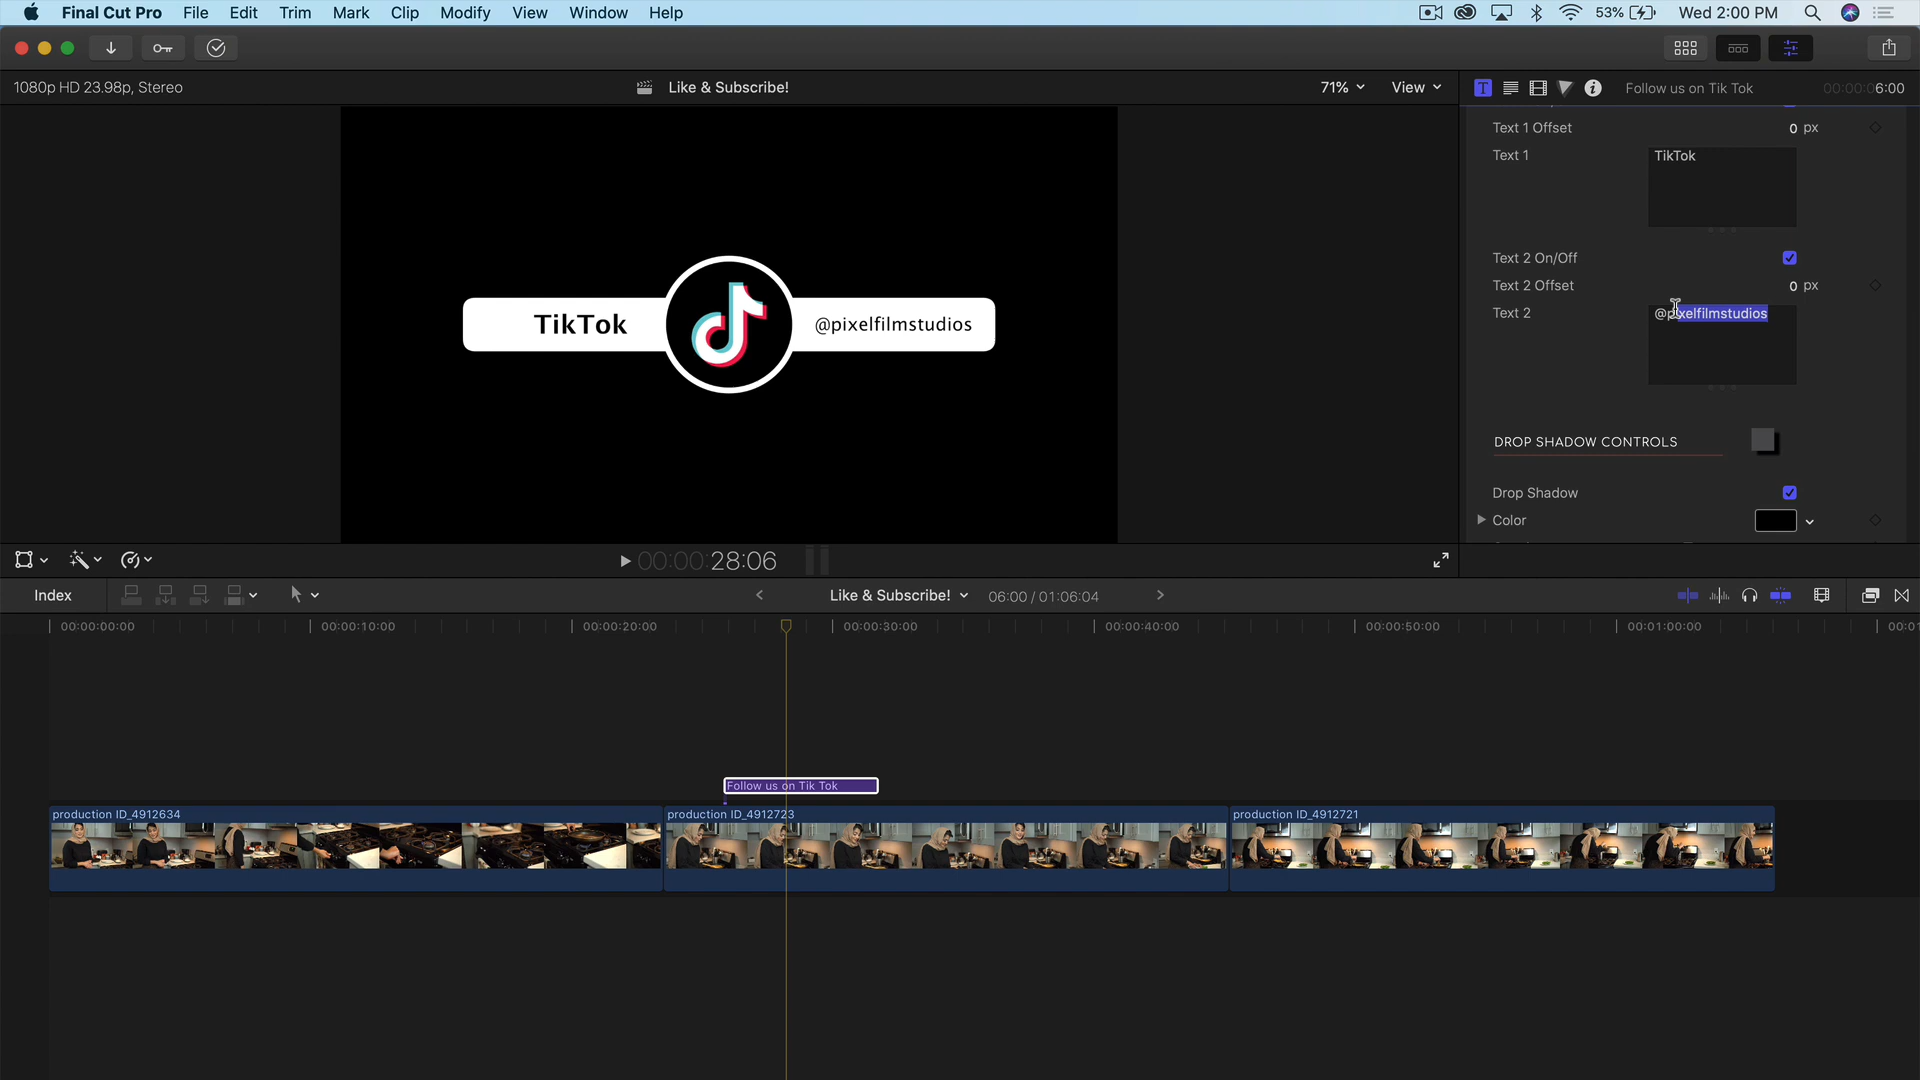 Final Cut Pro File Edit Trim Mark Clip Modify View Window Help 53% Wed 2:00 PM
1080p HD 23.98p, Stereo Like & Subscribe! 71% View Follow us on Tik Tok 00:00:06:00
Text 1 Offset 0 px
Text 1 TikTok
Text 2 On/Off
Text 2 Offset 0 px
Text 2 @pixelfilmstudios
TikTok @pixelfilmstudios
DROP SHADOW CONTROLS
Drop Shadow
Color
00:00:00:28:06
Index Like & Subscribe! 06:00 / 01:06:04
00:00:00:00 00:00:10:00 00:00:20:00 00:00:30:00 00:00:40:00 00:00:50:00 00:01:00:00
Follow us on Tik Tok
production ID_4912634 production ID_4912723 production ID_4912721